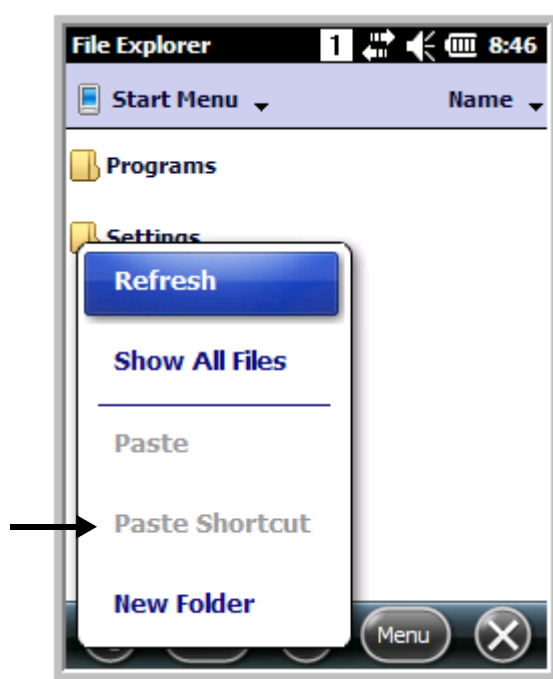 File Explorer 1 8:46
Start Menu Name
Programs
Settings
Refresh
Show All Files
Paste
Paste Shortcut
New Folder
Menu